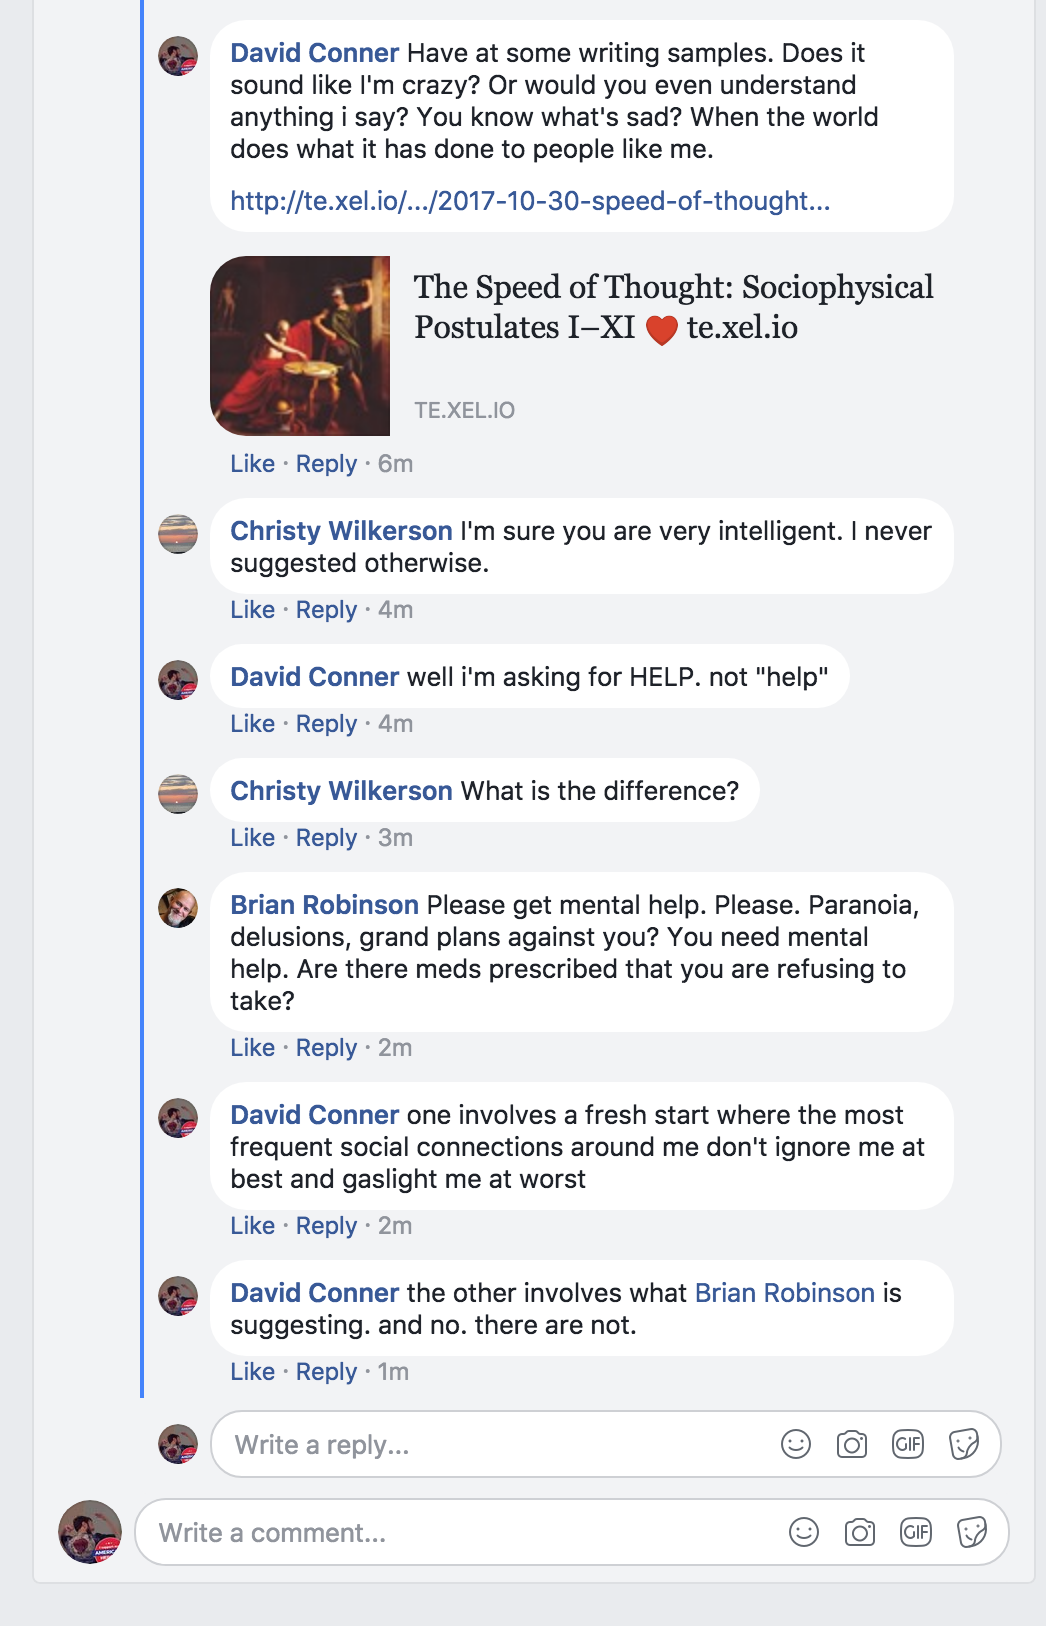 David Conner Have at some writing samples. Does it
sound like I'm crazy? Or would you even understand
anything i say? You know what's sad? When the world
does what it has done to people like me.
http://te.xel.io/.../2017-10-30-speed-of-thought...
The Speed of Thought: Sociophysical
Postulates I–XI ❤️ te.xel.io
TE.XEL.IO
Like · Reply · 6m
Christy Wilkerson I'm sure you are very intelligent. I never
suggested otherwise.
Like · Reply · 4m
David Conner well i'm asking for HELP. not "help"
Like · Reply · 4m
Christy Wilkerson What is the difference?
Like · Reply · 3m
Brian Robinson Please get mental help. Please. Paranoia,
delusions, grand plans against you? You need mental
help. Are there meds prescribed that you are refusing to
take?
Like · Reply · 2m
David Conner one involves a fresh start where the most
frequent social connections around me don't ignore me at
best and gaslight me at worst
Like · Reply · 2m
David Conner the other involves what Brian Robinson is
suggesting. and no. there are not.
Like · Reply · 1m
Write a reply...
GIF
Write a comment...
GIF